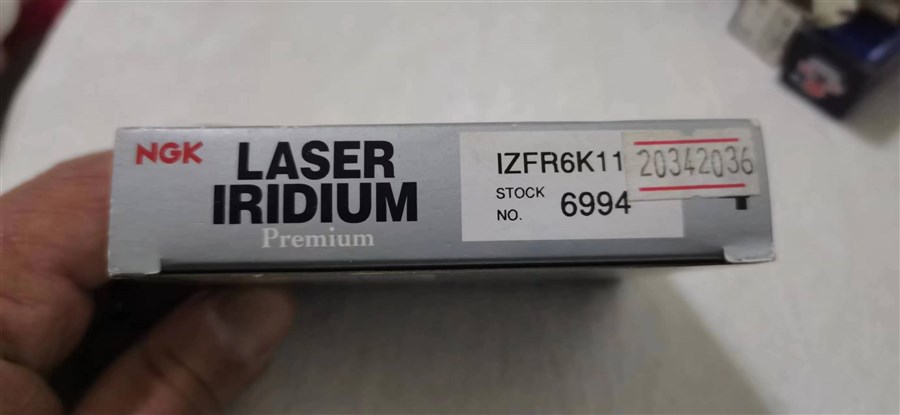 NGK
LASER
IRIDIUM
Premium
IZFR6K11
STOCK
NO. 6994
20342036